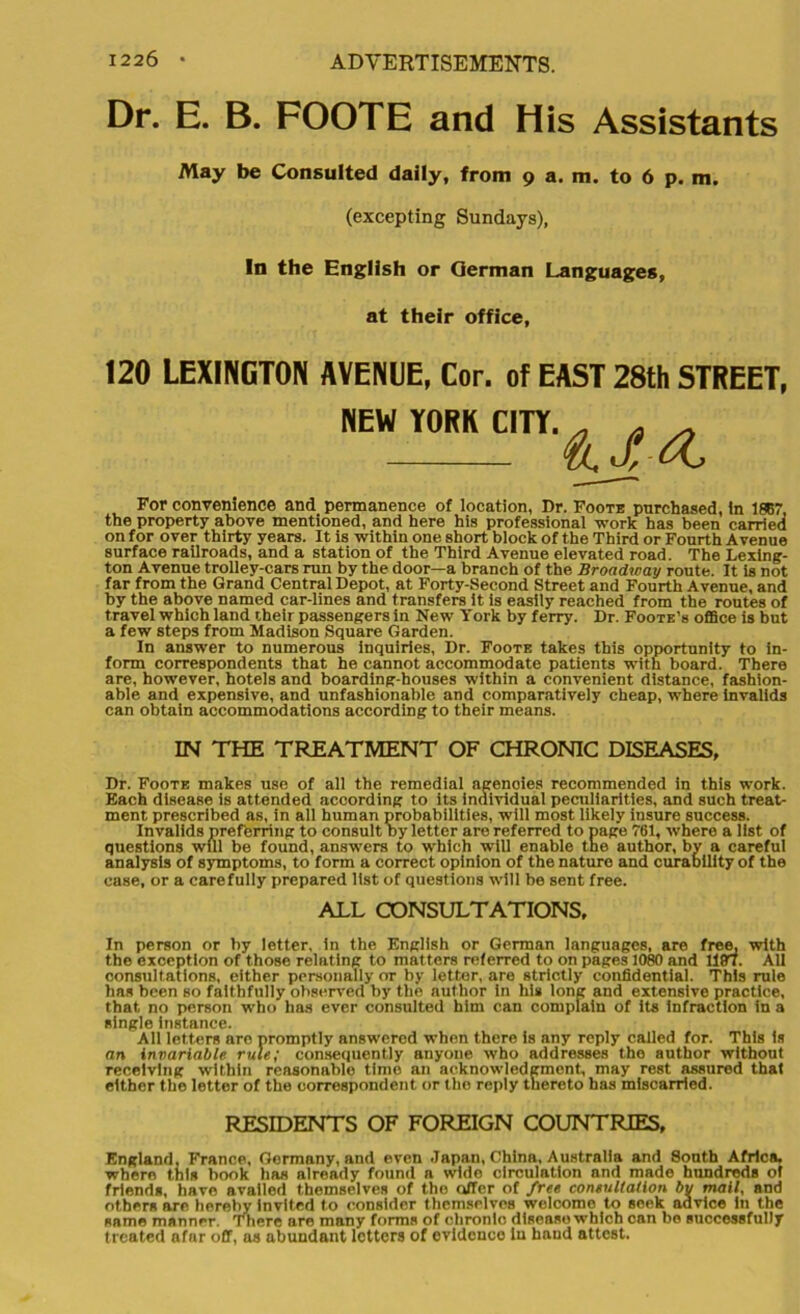 1226 • ADVERTISEMENTS.
Dr. E. B. FOOTE and His Assistants
May be Consulted daily, from 9 a. m. to 6 p. m.
(excepting Sundays),
In the English or German Languages,
at their office,
120 LEXINGTON AVENUE, Cor. of EAST 28th STREET,
NEW YORK CITY.
For convenience and permanence of location, Dr. FOOTE purchased, in 1867,
the property above mentioned, and here his professional work has been carried
on for over thirty years. It is within one short block of the Third or Fourth Avenue
surface railroads, and a station of the Third Avenue elevated road. The Lexing-
ton Avenue trolley-cars run by the door—a branch of the Broadway route. It is not
far from the Grand Central Depot, at Forty-Second Street and Fourth Avenue, and
by the above named car-lines and transfers it is easily reached from the routes of
travel which land their passengers in New York by ferry. Dr. FOOTE's office is but
a few steps from Madison Square Garden.
In answer to numerous inquiries, Dr. FOOTE takes this opportunity to in-
form correspondents that he cannot accommodate patients with board. There
are, however, hotels and boarding-houses within a convenient distance, fashion-
able and expensive, and unfashionable and comparatively cheap, where invalids
can obtain accommodations according to their means.
IN THE TREATMENT OF CHRONIC DISEASES,
Dr. FOOTE makes use of all the remedial agencies recommended in this work.
Each disease is attended according to its individual peculiarities, and such treat-
ment prescribed as, in all human probabilities, will most likely insure success.
Invalids preferring to consult by letter are referred to page 761, where a list of
questions will be found, answers to which will enable the author, by a careful
analysis of symptoms, to form a correct opinion of the nature and curability of the
case, or a carefully prepared list of questions will be sent free.
ALL CONSULTATIONS,
In person or by letter, in the English or German languages, are free, with
the exception of those relating to matters referred to on pages 1080 and 1197. All
consultations, either personally or by letter, are strictly confidential. This rule
has been so faithfully observed by the author in his long and extensive practice,
that no person who has ever consulted him can complain of its infraction in a
single instance.
All letters are promptly answered when there is any reply called for. This is
an invariable rule; consequently anyone who addresses the author without
receiving within reasonable time an acknowledgment, may rest assured that
either the letter of the correspondent or the reply thereto has miscarried.
RESIDENTS OF FOREIGN COUNTRIES,
England, France, Germany, and even Japan, China, Australia and South Africa,
where this book has already found a wide circulation and made hundreds of
friends, have availed themselves of the offer of free consultation by mail, and
others are hereby invited to consider themselves welcome to seek advice in the
same manner. There are many forms of chronic disease which can be successfully
treated afar off, as abundant letters of evidence in hand attest.